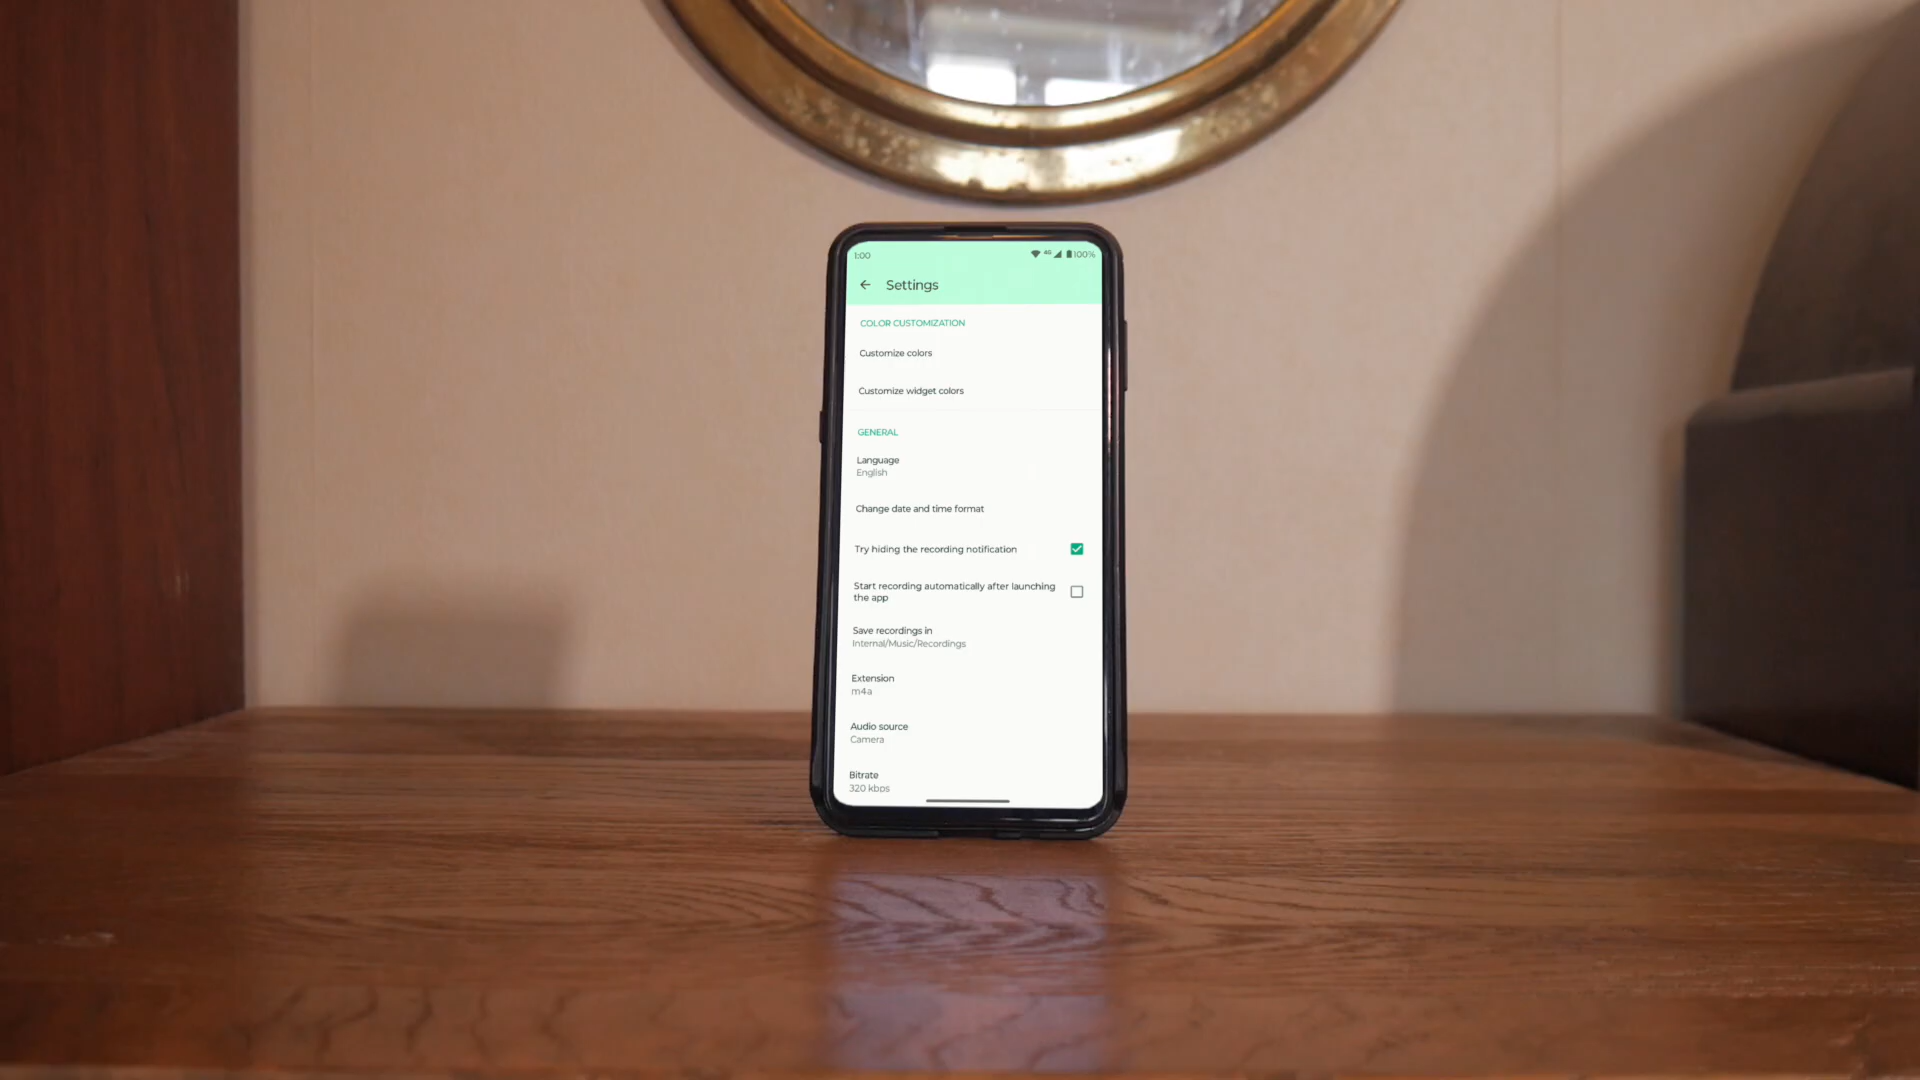 1:00 4G 100%
Settings
COLOR CUSTOMIZATION
Customize colors
Customize widget colors
GENERAL
Language
English
Change date and time format
Try hiding the recording notification
Start recording automatically after launching
the app
Save recordings in
Internal/Music/Recordings
Extension
m4a
Audio source
Camera
Bitrate
320 kbps